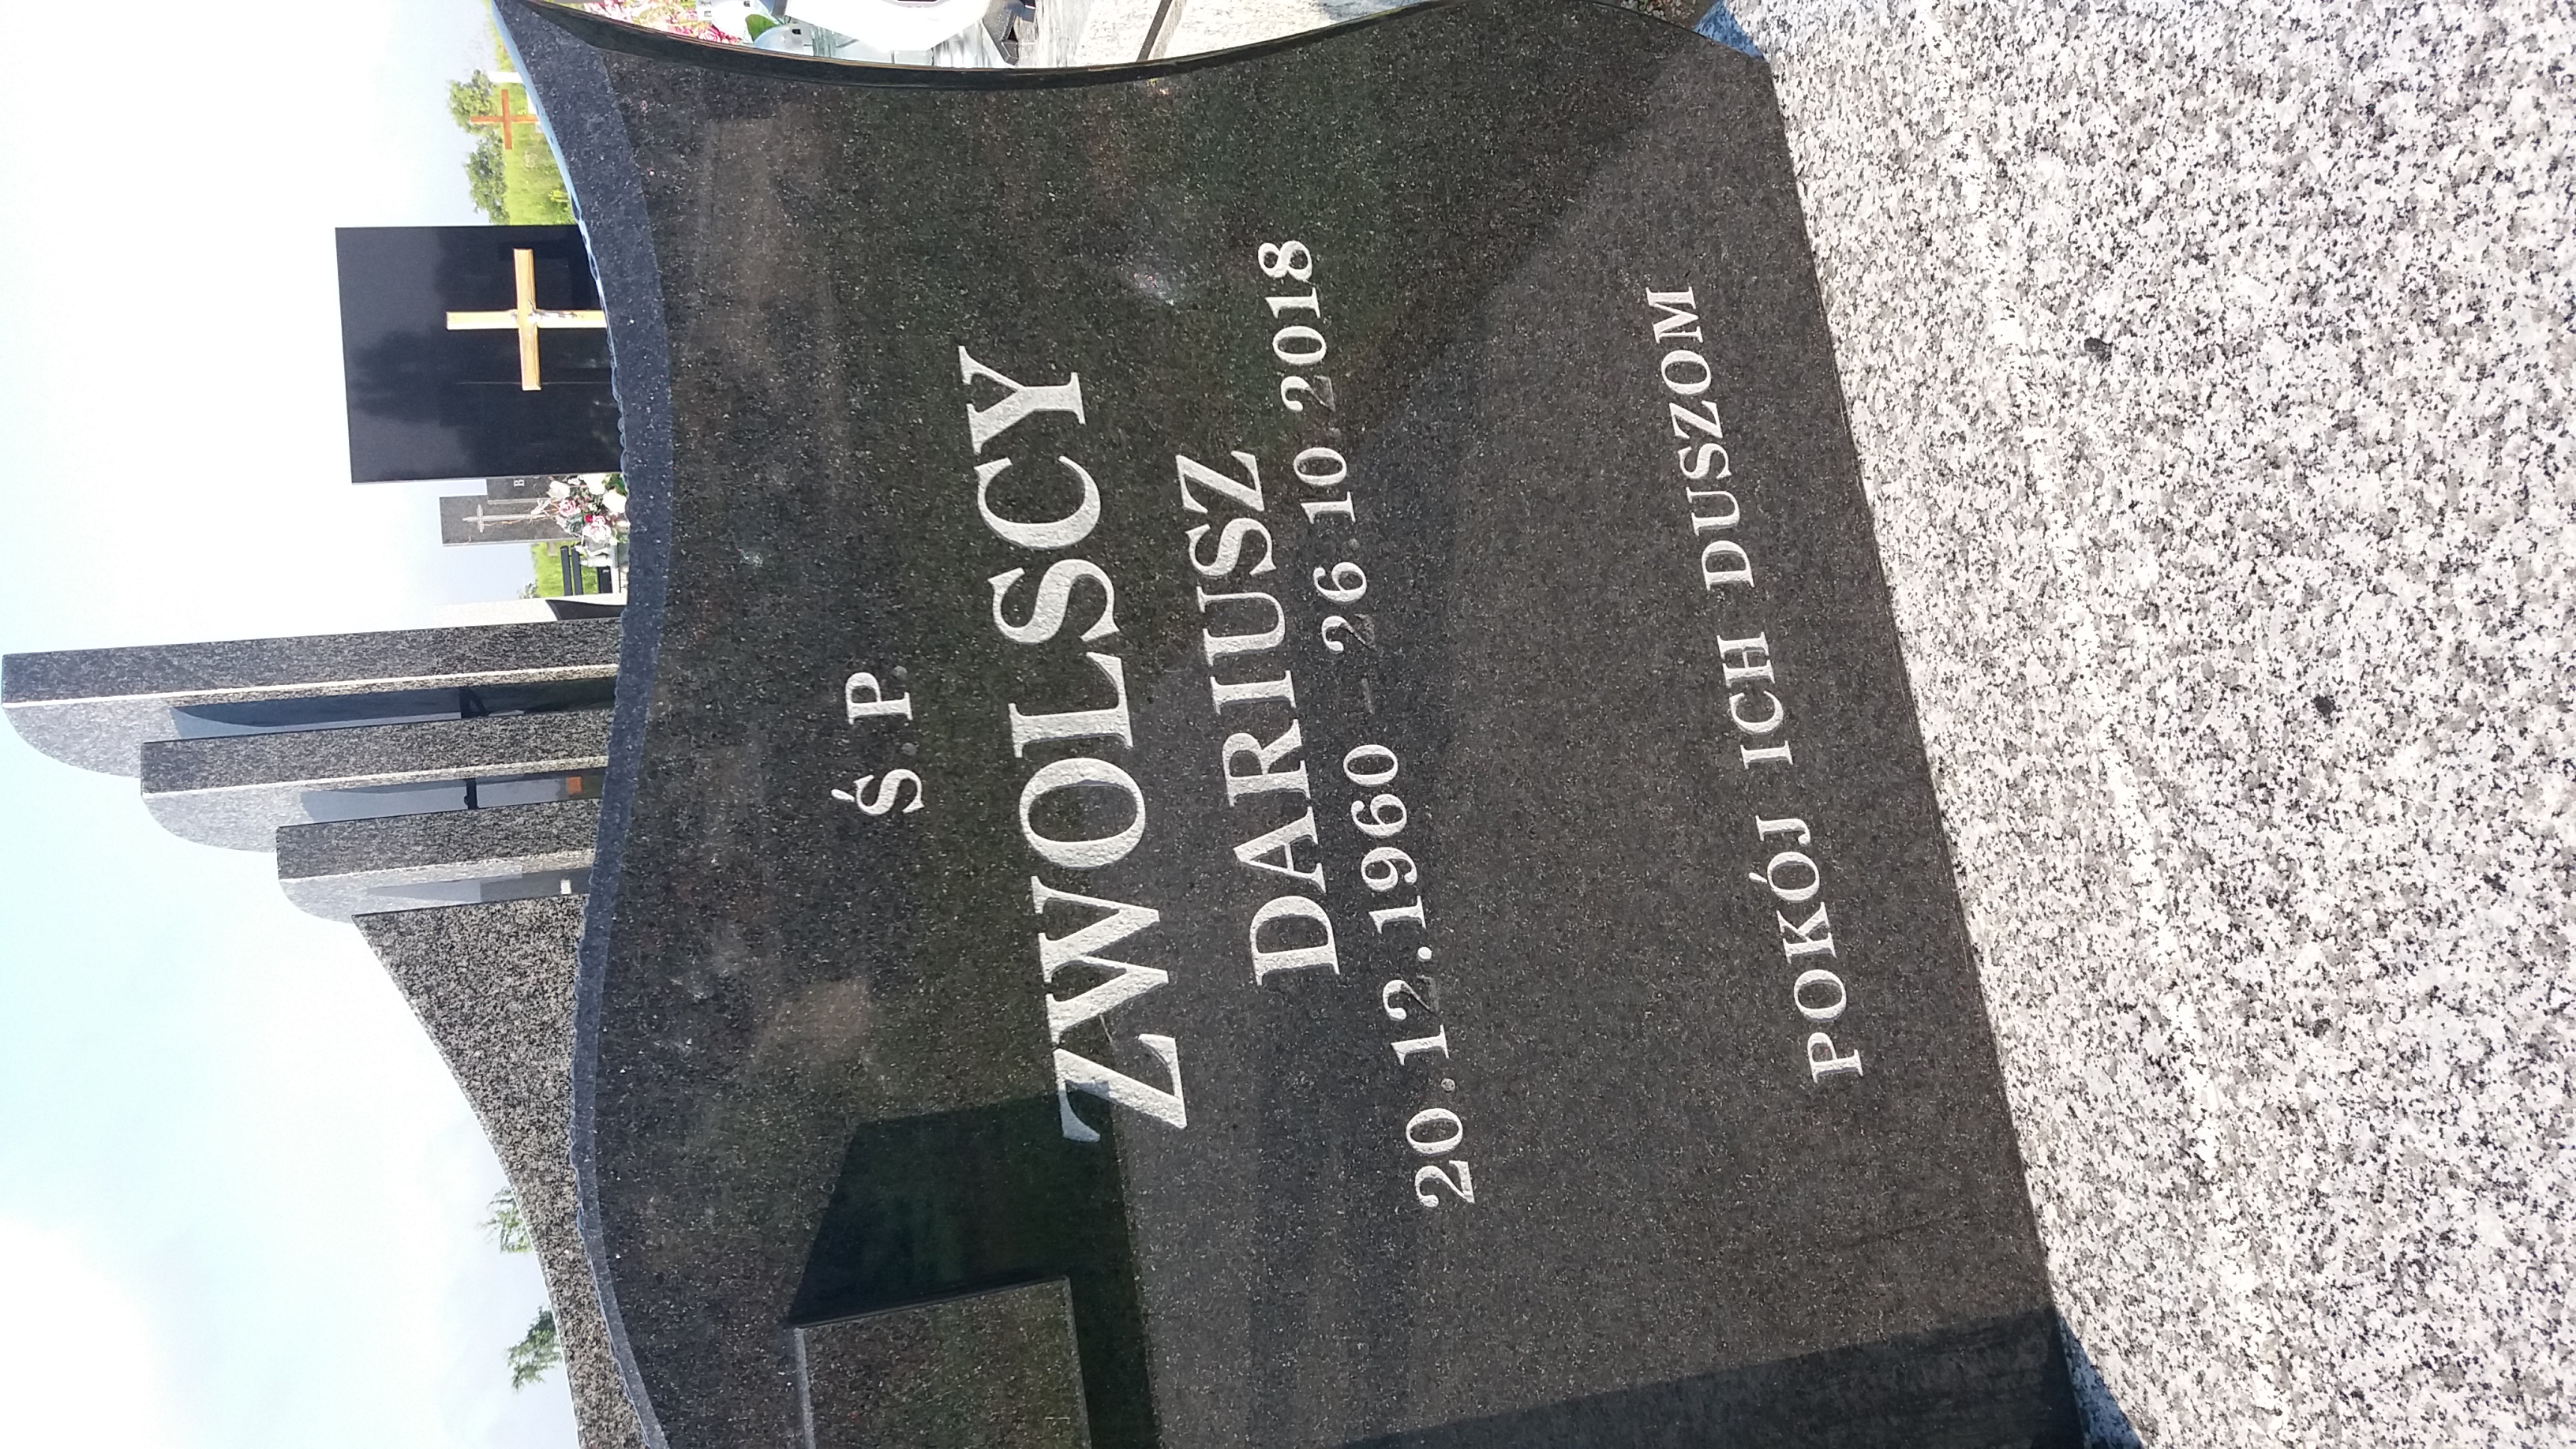 Ś.P.
ZWOLSCY
DARIUSZ
20.12.1960 – 26.10.2018
POKÓJ ICH DUSZOM